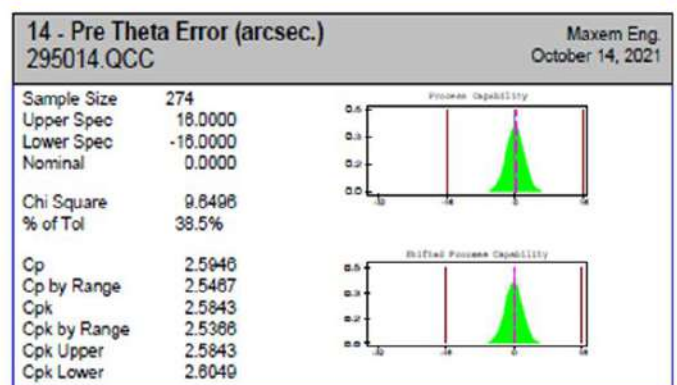 14 - Pre Theta Error (arcsec.)
Maxem Eng.
295014.QCC
October 14, 2021
Sample Size 274
Upper Spec 16.0000
Lower Spec -16.0000
Nominal 0.0000
Chi Square 9.6496
% of Tol 38.5%
Cp 2.5946
Cp by Range 2.5467
Cpk 2.5843
Cpk by Range 2.5366
Cpk Upper 2.5843
Cpk Lower 2.6049
Process Capability
Shifted Process Capability